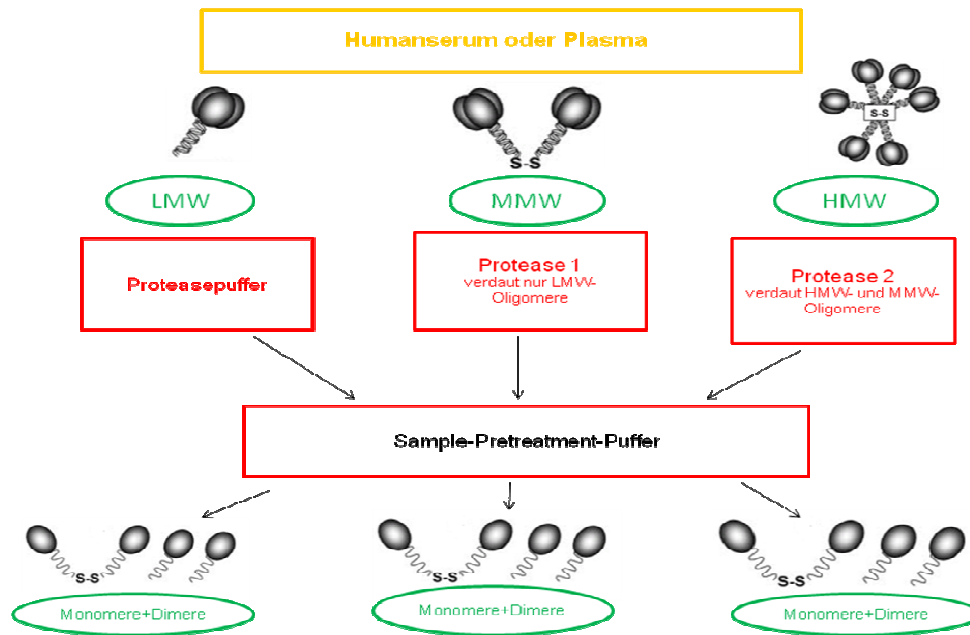 Humanserum oder Plasma
S-S
S-S
LMW
MMW
HMW
Proteasepuffer
Protease 1
verdaut nur LMW-
Oligomere
Protease 2
verdaut HMW- und MMW-
Oligomere
Sample-Pretreatment-Puffer
S-S
S-S
S-S
Monomere+Dimere
Monomere+Dimere
Monomere+Dimere